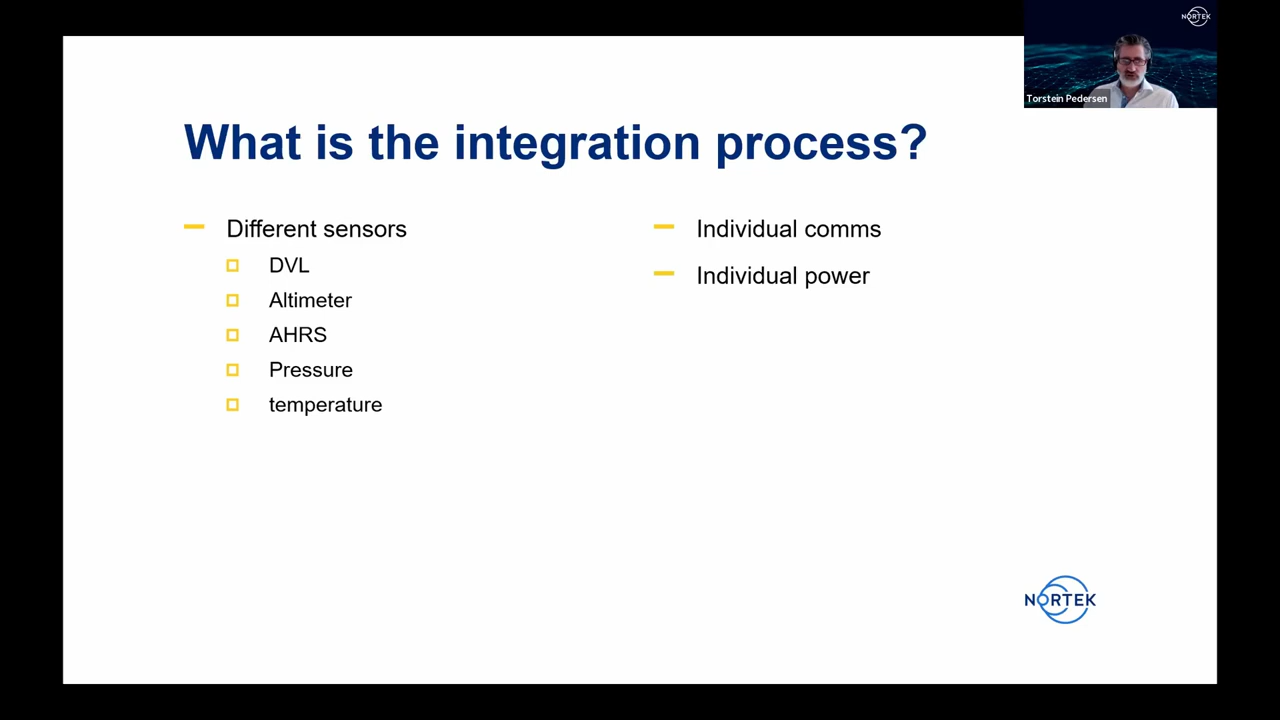 NORTEK
Torstein Pedersen
What is the integration process?
Different sensors
DVL
Altimeter
AHRS
Pressure
temperature
Individual comms
Individual power
NORTEK